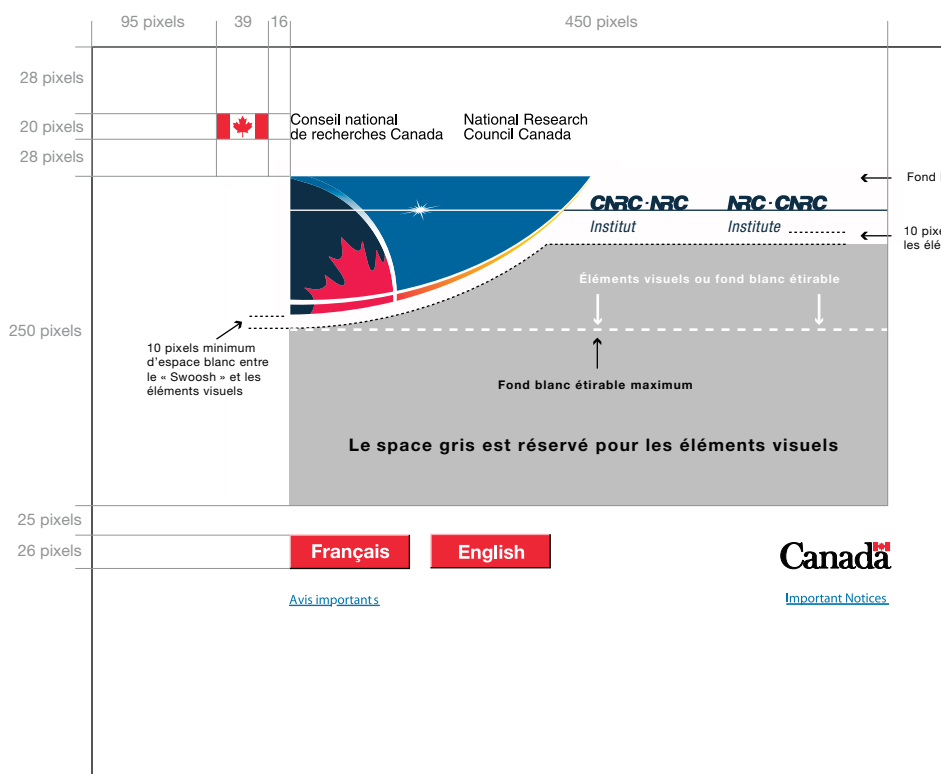 95 pixels
39
16
450 pixels
28 pixels
20 pixels
28 pixels
Conseil national
de recherches Canada
National Research
Council Canada
Fond
CNRC·NRC
NRC·CNRC
Institut
Institute
10
les
Éléments visuels ou fond blanc étirable
250 pixels
10 pixels minimum
d'espace blanc entre
le « Swoosh » et les
éléments visuels
Fond blanc étirable maximum
Le space gris est réservé pour les éléments visuels
25 pixels
26 pixels
Français
English
Canada
Avis importants
Important Notices